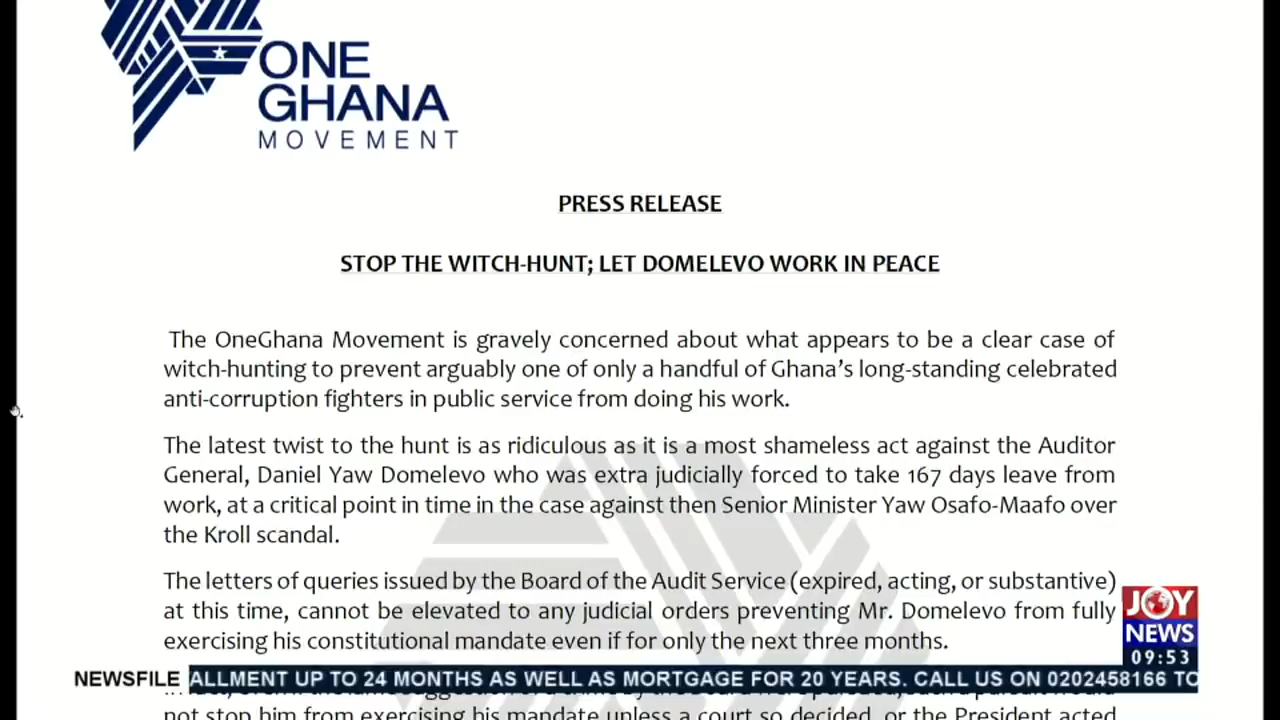 ONE
GHANA
MOVEMENT
PRESS RELEASE
STOP THE WITCH-HUNT; LET DOMELEVO WORK IN PEACE
The OneGhana Movement is gravely concerned about what appears to be a clear case of
witch-hunting to prevent arguably one of only a handful of Ghana's long-standing celebrated
anti-corruption fighters in public service from doing his work.
The latest twist to the hunt is as ridiculous as it is a most shameless act against the Auditor
General, Daniel Yaw Domelevo who was extra judicially forced to take 167 days leave from
work, at a critical point in time in the case against then Senior Minister Yaw Osafo-Maafo over
the Kroll scandal.
The letters of queries issued by the Board of the Audit Service (expired, acting, or substantive)
at this time, cannot be elevated to any judicial orders preventing Mr. Domelevo from fully
exercising his constitutional mandate even if for only the next three months.
JOY
NEWS
09:53
NEWSFILE ALLMENT UP TO 24 MONTHS AS WELL AS MORTGAGE FOR 20 YEARS. CALL US ON 0202458166 TO
not stop him from exercising his mandate unless a court so decided, or the President acted